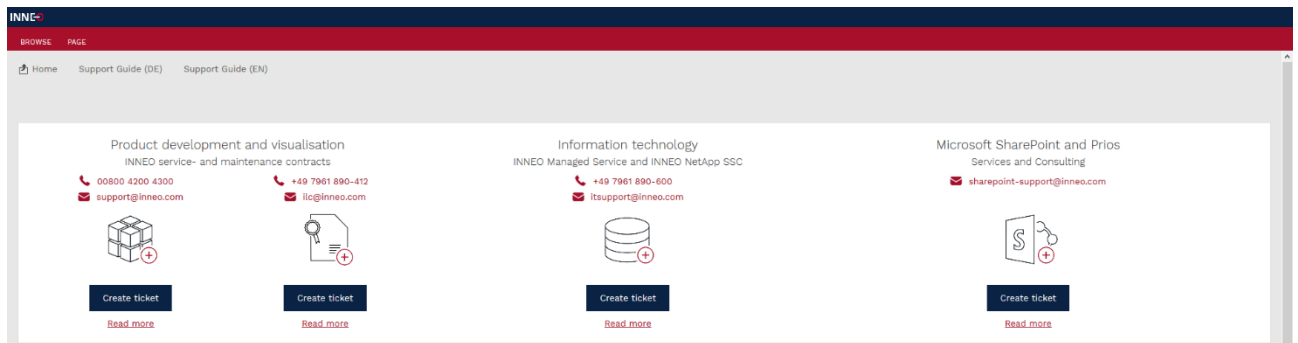 INNEO
BROWSE PAGE
Home Support Guide (DE) Support Guide (EN)
Product development and visualisation
INNEO service- and maintenance contracts
00800 4200 4300
support@inneo.com
+49 7961 890-412
ilc@inneo.com
Create ticket
Read more
Create ticket
Read more
Information technology
INNEO Managed Service and INNEO NetApp SSC
+49 7961 890-600
itsupport@inneo.com
Create ticket
Read more
Microsoft SharePoint and Prios
Services and Consulting
sharepoint-support@inneo.com
S
Create ticket
Read more